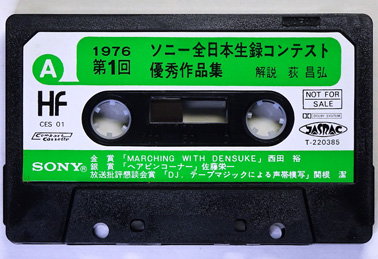 A
1976
第1回
ソニー全日本生録コンテスト
優秀作品集 解説 荻 昌弘
HF
CES 01
Compact Cassette
NOT FOR SALE
DOLBY SYSTEM
JASRAC
T-220385
SONY®
金 賞「MARCHING WITH DENSUKE」西田 裕
銀 賞「ヘアピンコーナー」佐藤栄一
放送批評懇談会賞「DJ. テープマジックによる声帯模写」関根 潔